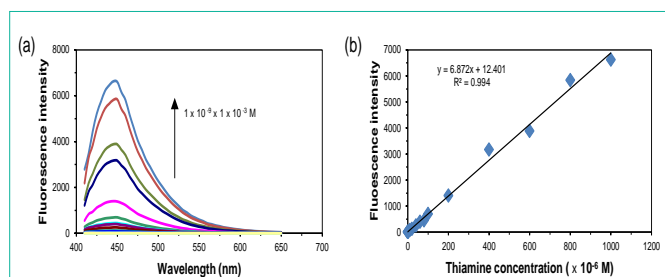 (a)
Fluorescence intensity
8000
6000
4000
2000
0
400 450 500 550 600 650 700
Wavelength (nm)
1 x 10⁻⁹ x 1 x 10⁻³ M
(b)
Fluoescence intensity
7000
6000
5000
4000
3000
2000
1000
0
0 200 400 600 800 1000 1200
Thiamine concentration ( x 10⁻⁶ M)
y = 6.872x + 12.401
R² = 0.994